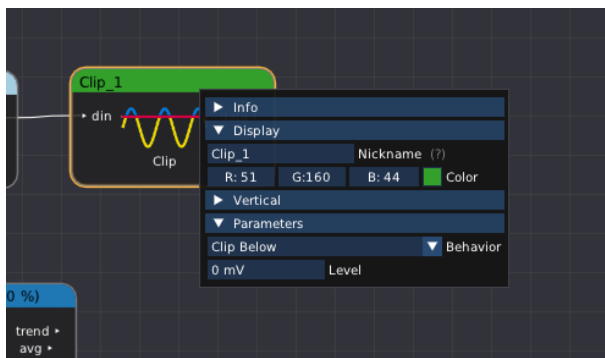 Clip_1
din
Clip
Info
Display
Clip_1 Nickname (?)
R: 51 G:160 B: 44 Color
Vertical
Parameters
Clip Below Behavior
0 mV Level
0 %)
trend
avg